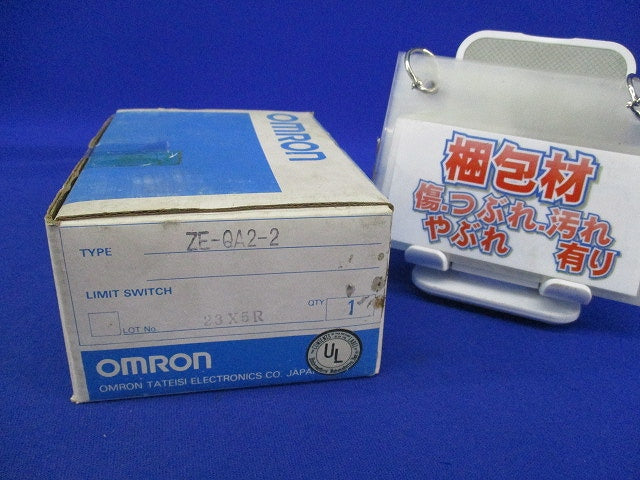 OMRON
TYPE ZE-QA2-2
LIMIT SWITCH
QTY 1
LOT No. 23X5R
OMRON
OMRON TATEISI ELECTRONICS CO. JAPAN
UL
梱包材
傷.つぶれ.汚れ
やぶれ 有り